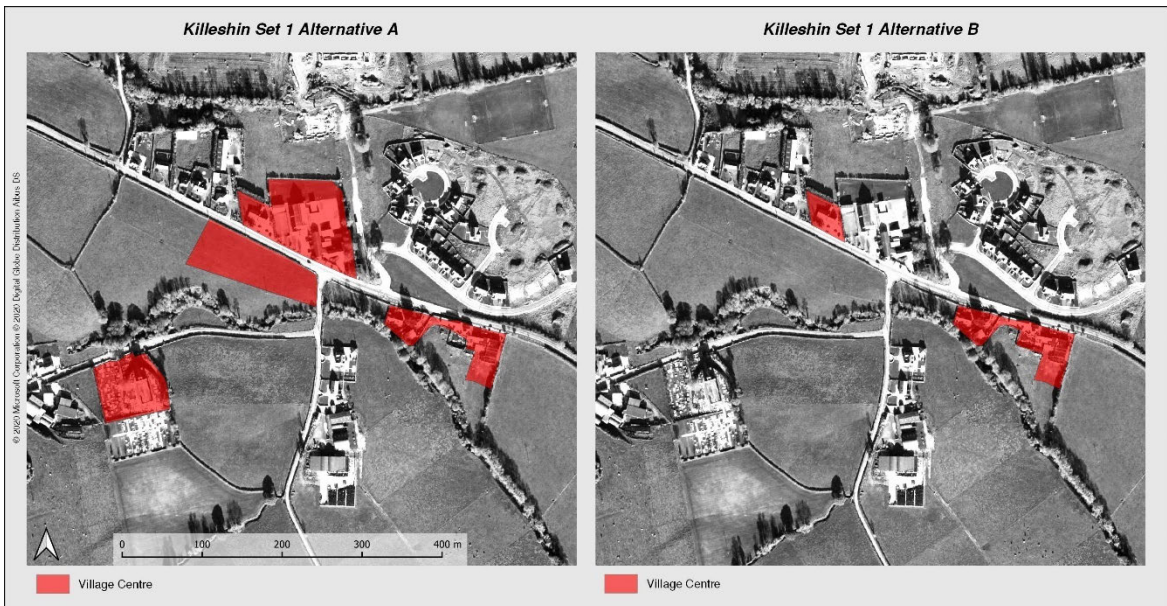 Killeshin Set 1 Alternative A
Killeshin Set 1 Alternative B
© 2020 Microsoft Corporation © 2020 Digital Globe Distribution Aibus DS
0 100 200 300 400 m
Village Centre
Village Centre